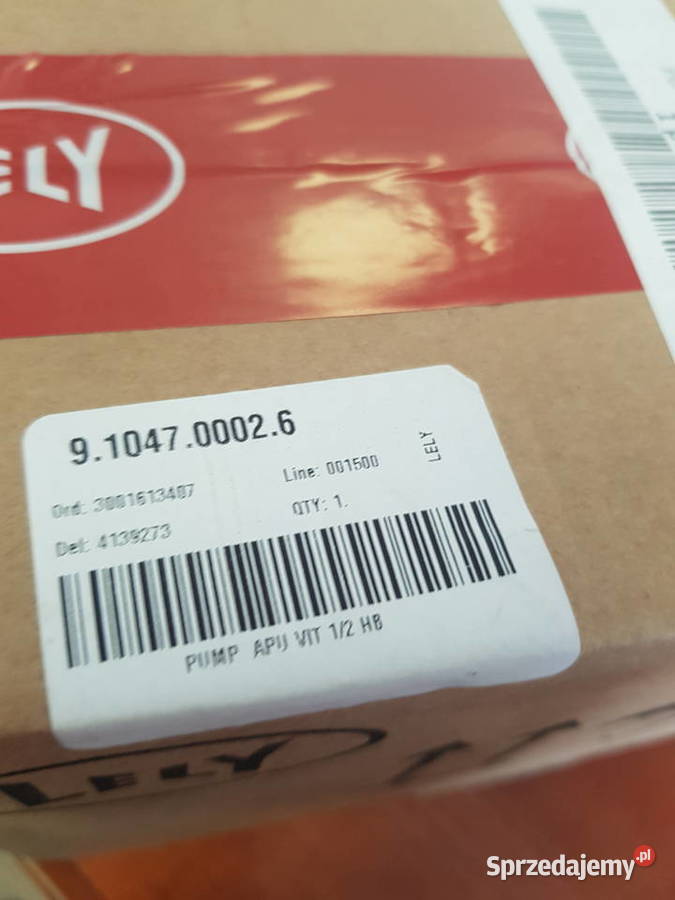 LELY
9.1047.0002.6
LELY
Ord: 3001613407
Line: 001500
Del: 4139273
QTY: 1.
PUMP APU VIT 1/2 HB
LELY
Sprzedajemy.pl